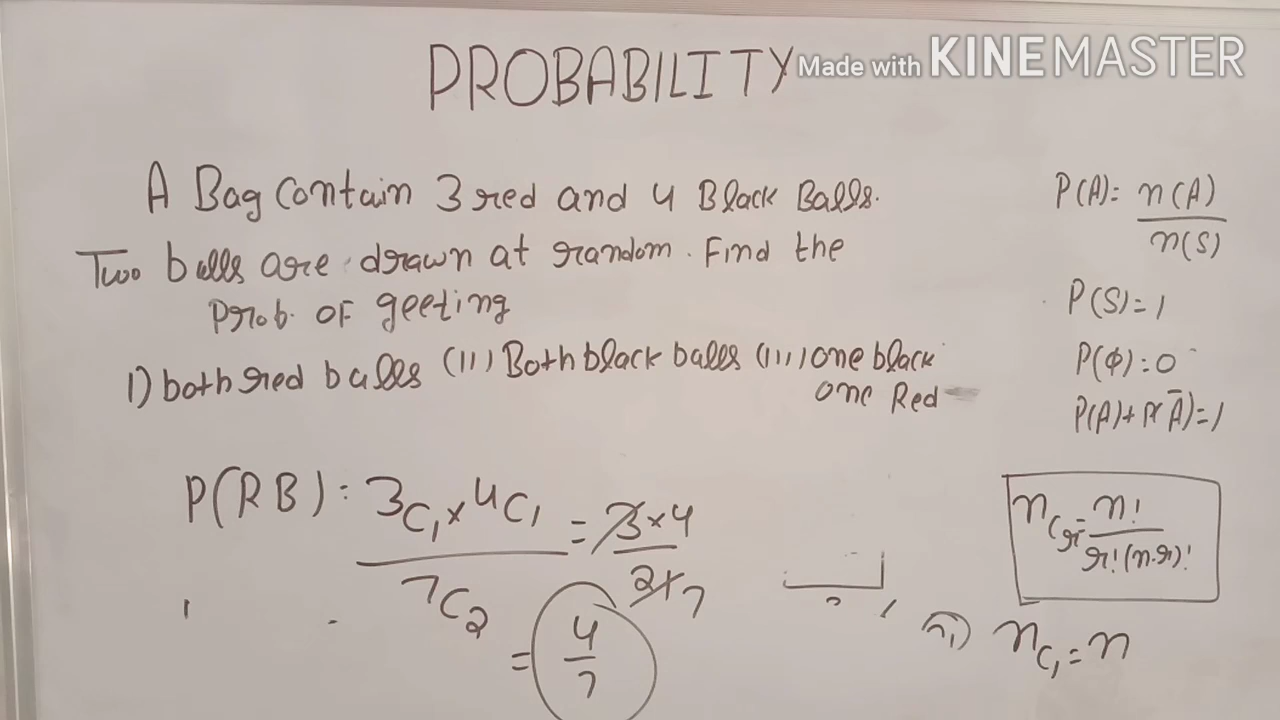 PROBABILITY
Made with KINEMASTER
A Bag Contain 3 red and 4 Black Balls.
Two balls are drawn at random. Find the
Prob. OF geeting
1) both red balls (11) Both black balls (111) one black
one Red
P(A): n(A)
n(S)
P(S)=1
P(Φ):0
P(A)+P(Ā)=1
P(RB): 3C₁×4C₁ = 3×4
7C₂ 3×7
= 4
7
nCr= n!
r!(n-r)!
nC₁=n